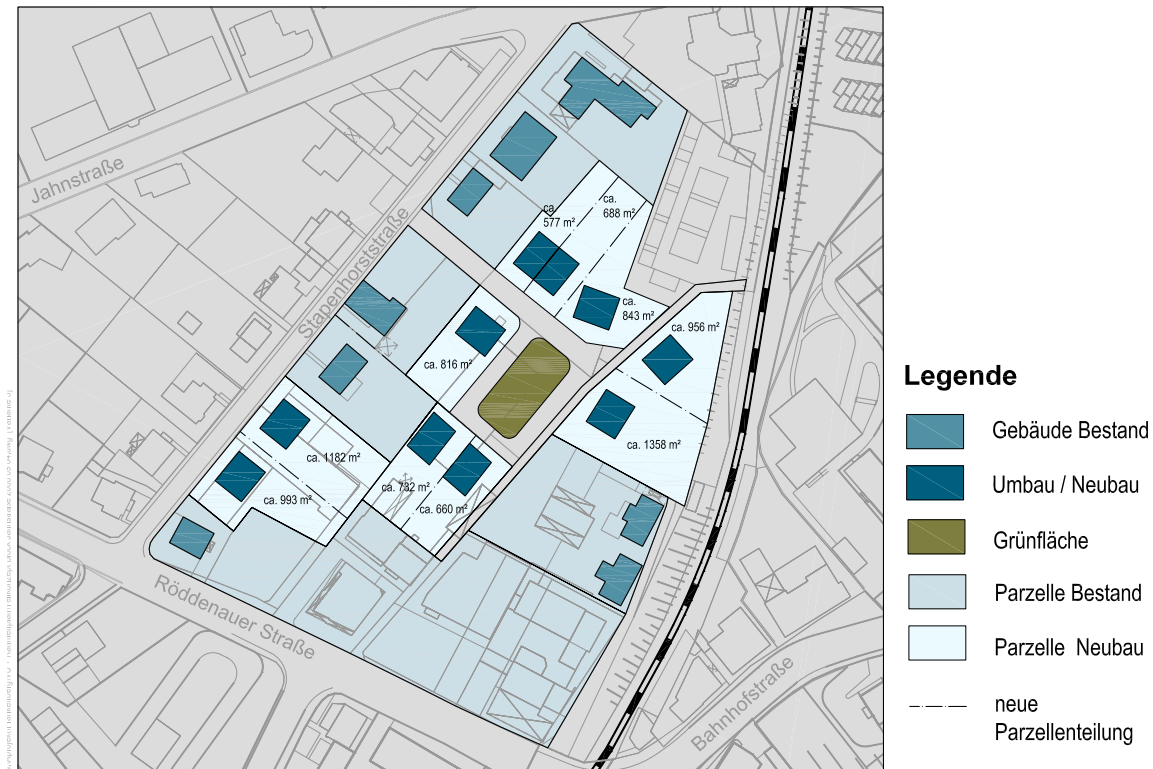 Jahnstraße
Stapenhorststraße
ca.
577 m²
ca.
688 m²
ca.
843 m²
ca. 956 m²
ca. 816 m²
ca. 1358 m²
ca. 1182 m²
ca. 993 m²
ca. 732 m²
ca. 660 m²
Röddenauer Straße
Bahnhofstraße
Legende
Gebäude Bestand
Umbau / Neubau
Grünfläche
Parzelle Bestand
Parzelle Neubau
neue
Parzellenteilung